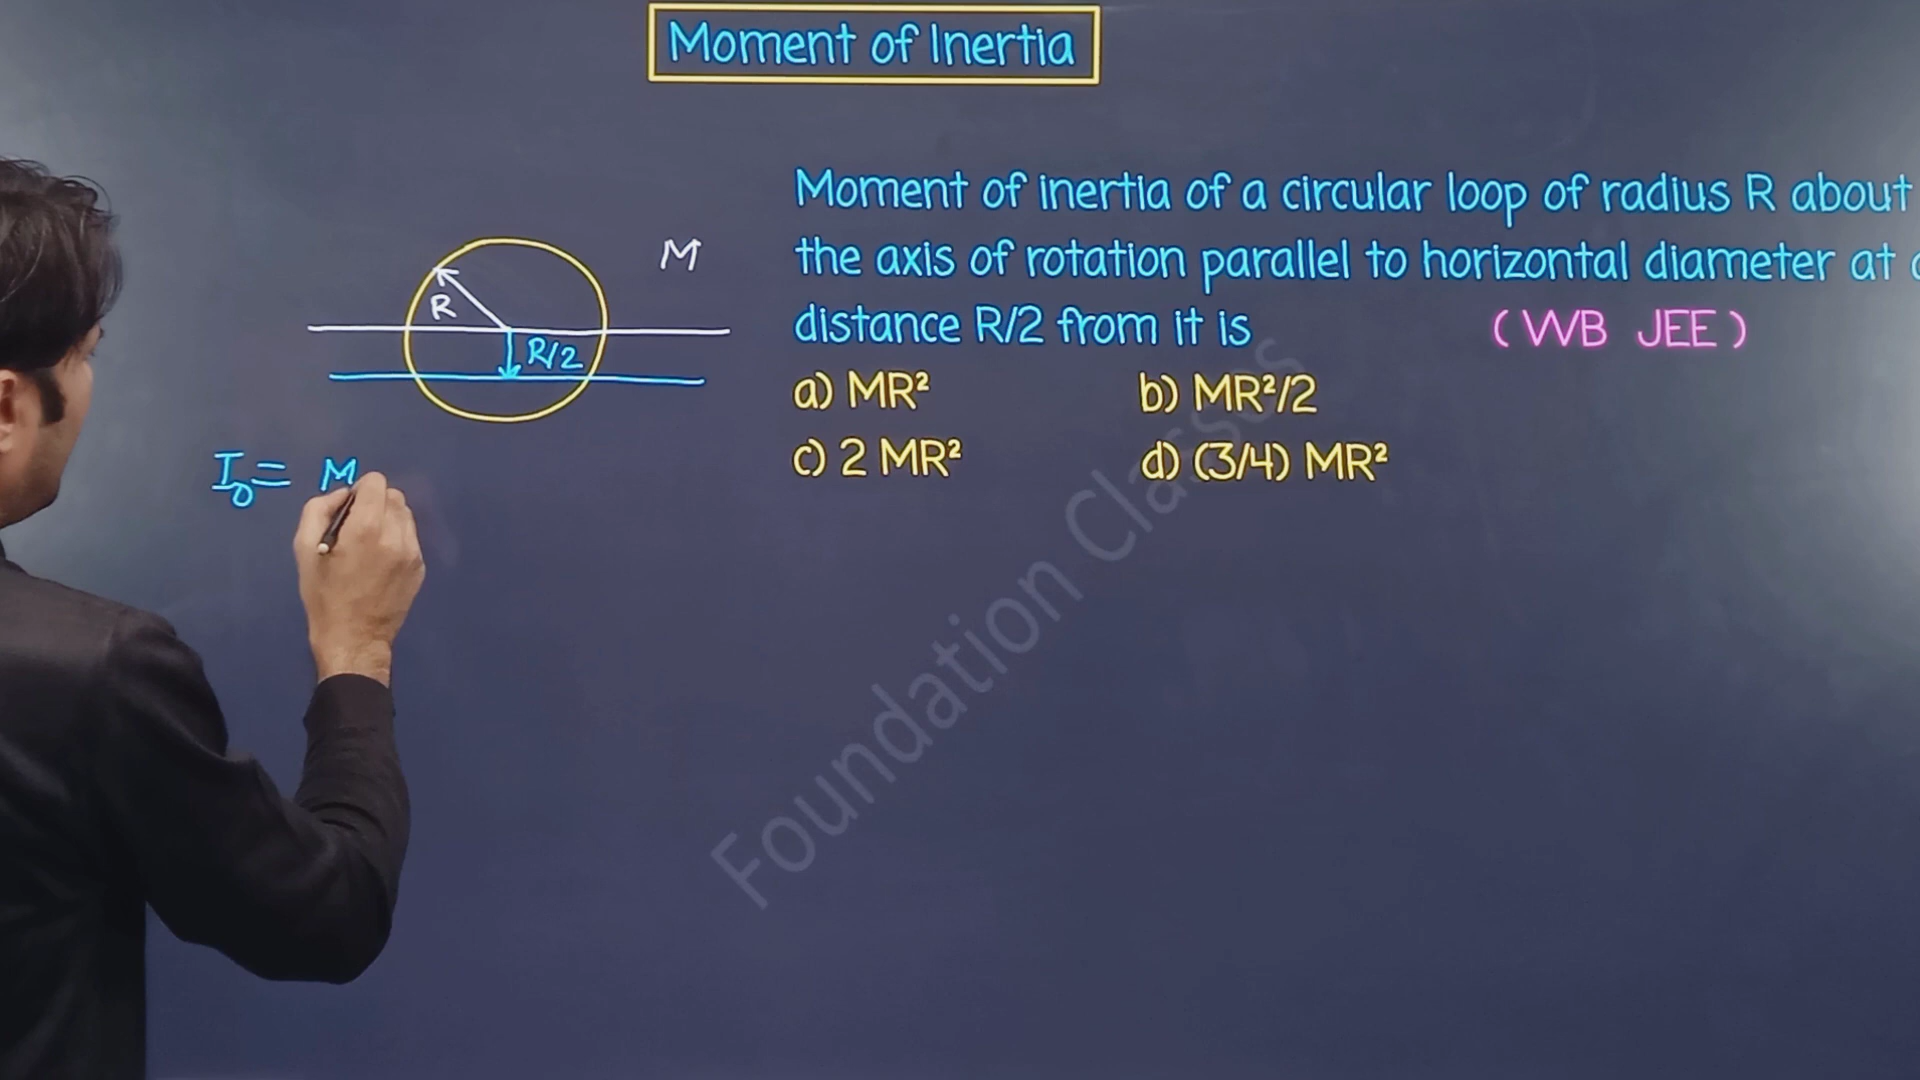 Moment of Inertia
Moment of inertia of a circular loop of radius R about
the axis of rotation parallel to horizontal diameter at
distance R/2 from it is (WB JEE)
a) MR² b) MR²/2
c) 2 MR² d) (3/4) MR²
M
R
R/2
I₀ = M
Foundation Classes